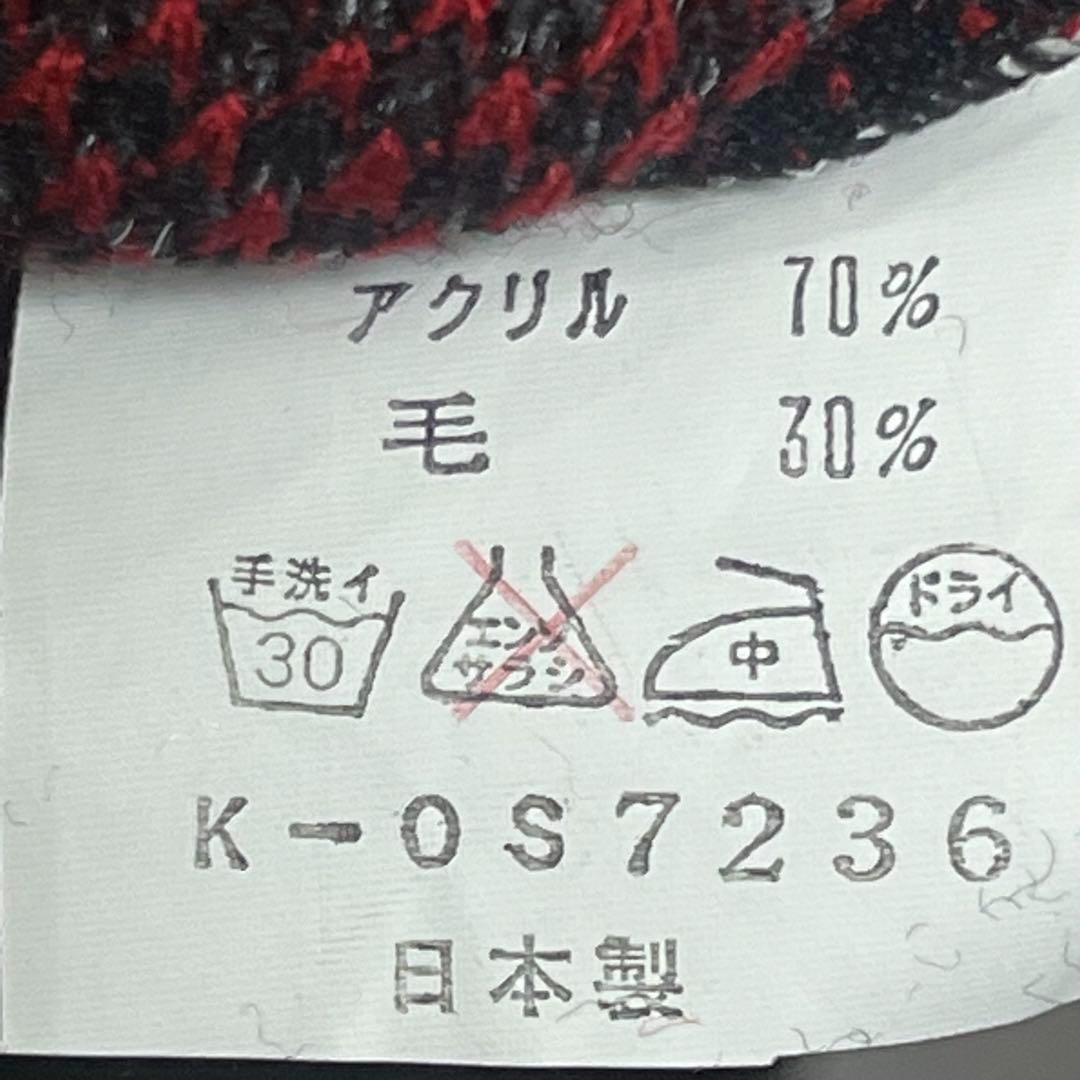 アクリル 70%
毛 30%
手洗イ
30
エンソ
サラシ
中
ドライ
K-OS7236
日本製